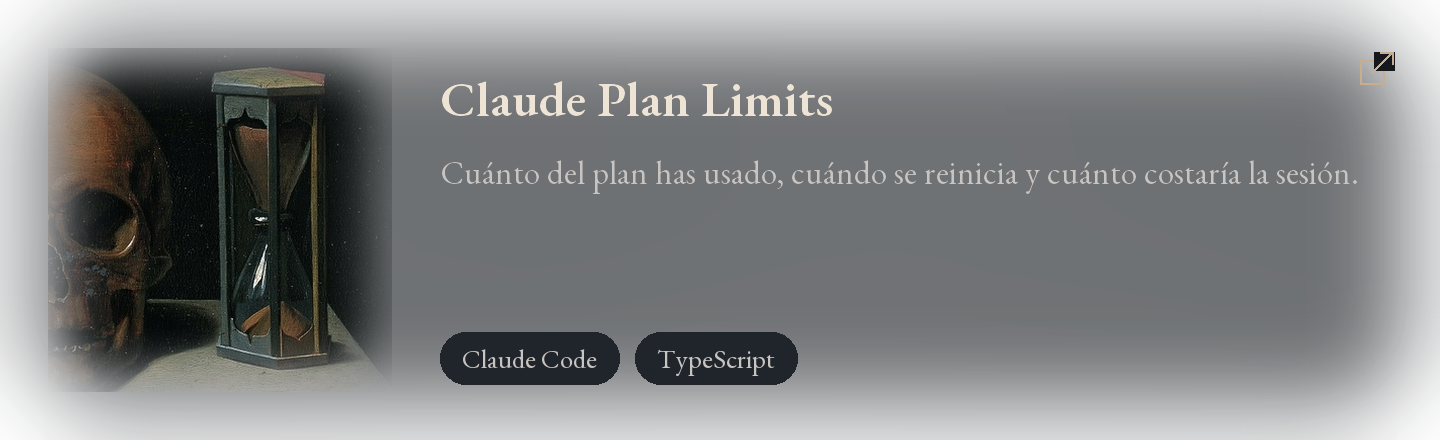 Claude Plan Limits
Cuánto del plan has usado, cuándo se reinicia y cuánto costaría la sesión.
Claude Code
TypeScript